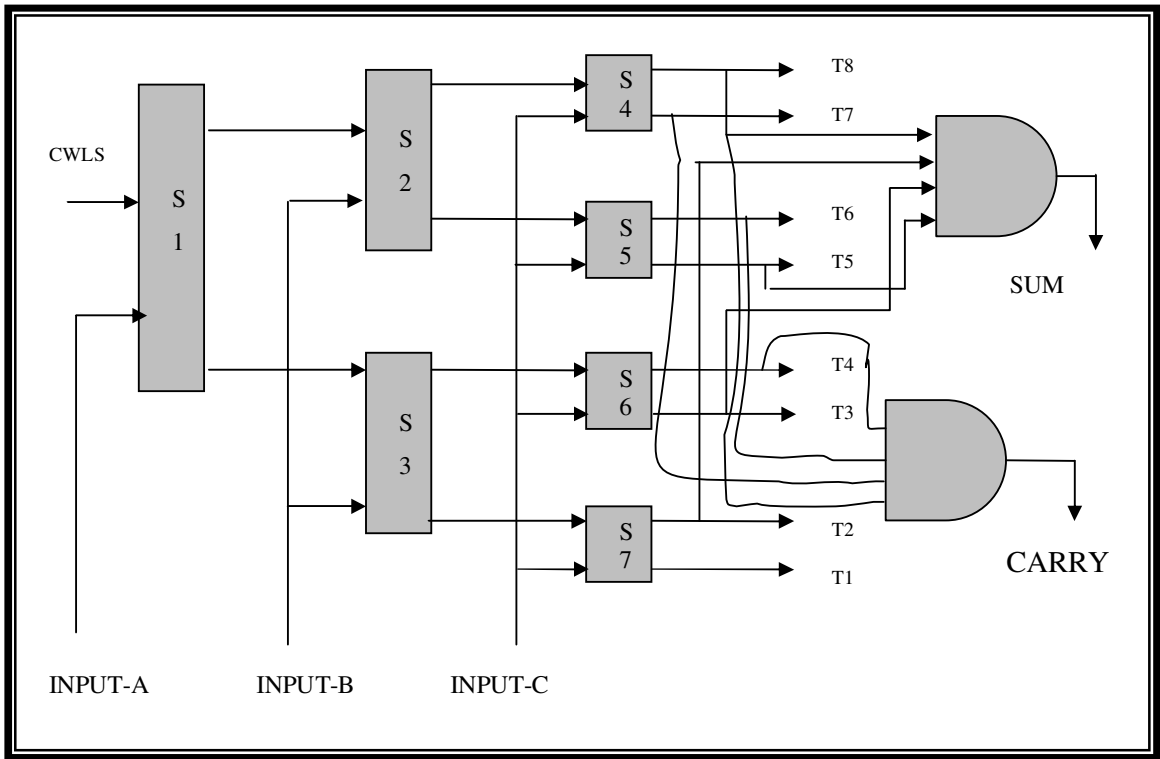 CWLS
S
1
S
2
S
3
S
4
S
5
S
6
S
7
T8
T7
T6
T5
T4
T3
T2
T1
SUM
CARRY
INPUT-A
INPUT-B
INPUT-C